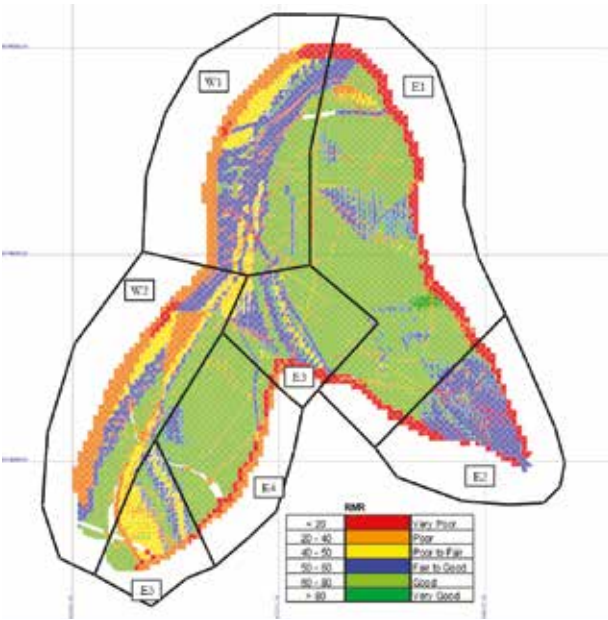 W1
E1
W2
E3
E4
E2
E5
RMR
< 20 Very Poor
20 - 40 Poor
40 - 50 Poor to Fair
50 - 60 Fair to Good
60 - 80 Good
> 80 Very Good